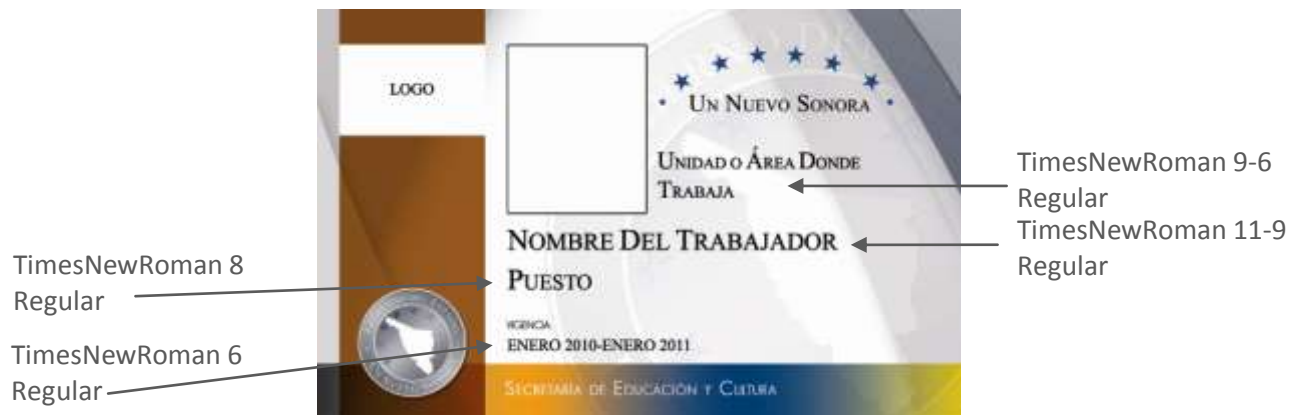 LOGO
Un Nuevo Sonora
Unidad o Área Donde
Trabaja
TimesNewRoman 9-6
Regular
TimesNewRoman 11-9
Regular
Nombre Del Trabajador
TimesNewRoman 8
Regular
Puesto
VIGENCIA
ENERO 2010-ENERO 2011
TimesNewRoman 6
Regular
Secretaría de Educación y Cultura